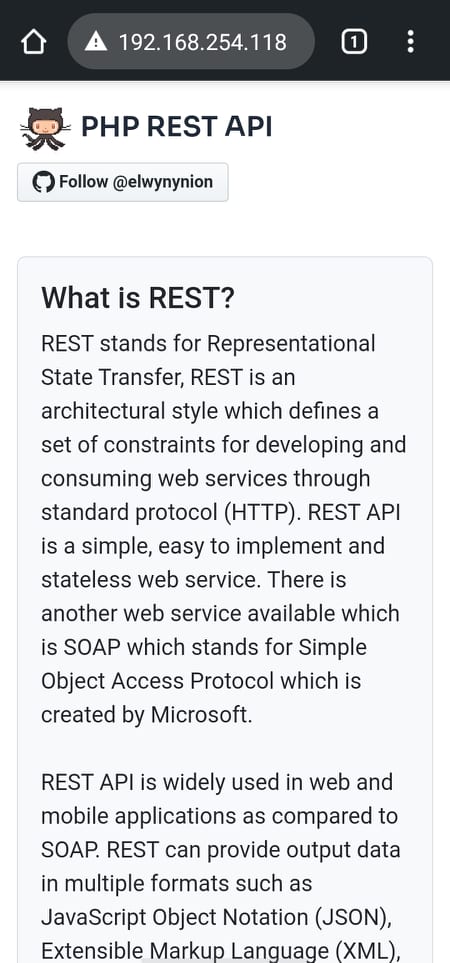 192.168.254.118
1
PHP REST API
Follow @elwynynion
What is REST?
REST stands for Representational
State Transfer, REST is an
architectural style which defines a
set of constraints for developing and
consuming web services through
standard protocol (HTTP). REST API
is a simple, easy to implement and
stateless web service. There is
another web service available which
is SOAP which stands for Simple
Object Access Protocol which is
created by Microsoft.
REST API is widely used in web and
mobile applications as compared to
SOAP. REST can provide output data
in multiple formats such as
JavaScript Object Notation (JSON),
Extensible Markup Language (XML),